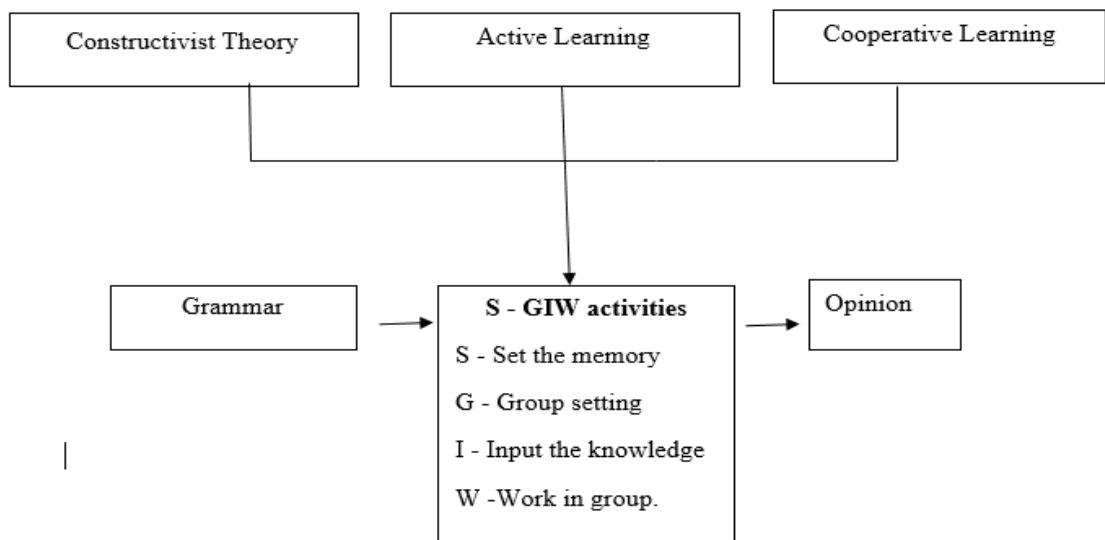 Constructivist Theory
Active Learning
Cooperative Learning
Grammar
S - GIW activities
S - Set the memory
G - Group setting
I - Input the knowledge
W -Work in group.
Opinion